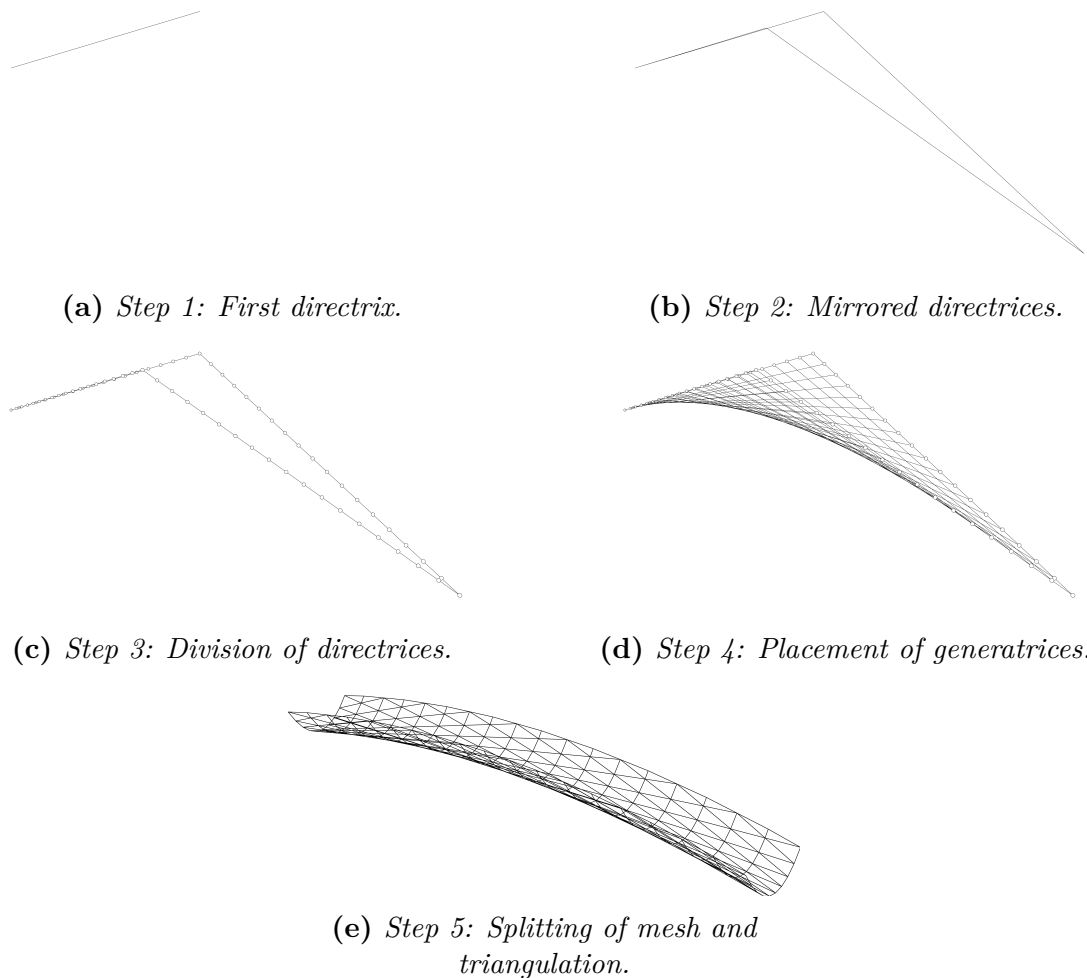 (a) Step 1: First directrix.
(b) Step 2: Mirrored directrices.
(c) Step 3: Division of directrices.
(d) Step 4: Placement of generatrices.
(e) Step 5: Splitting of mesh and
triangulation.